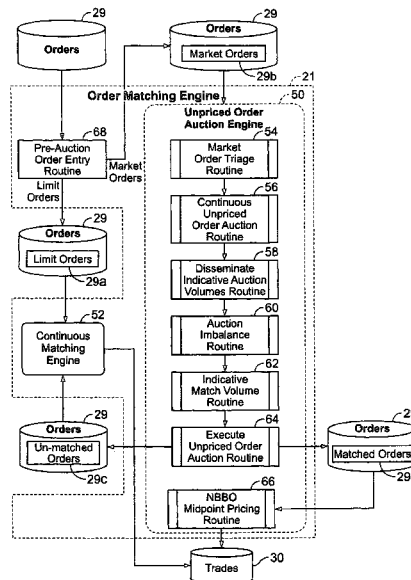 29
Orders
29
Orders
Market Orders
29b
21
50
Order Matching Engine
Unpriced Order
Auction Engine
68
Pre-Auction
Order Entry
Routine
Limit
Orders
Market
Orders
54
Market
Order Triage
Routine
56
Continuous
Unpriced
Order Auction
Routine
29
Orders
Limit Orders
29a
58
Disseminate
Indicative Auction
Volumes Routine
52
Continuous
Matching
Engine
60
Auction
Imbalance
Routine
62
Indicative
Match Volume
Routine
29
Orders
Un-matched
Orders
29c
64
Execute
Unpriced Order
Auction Routine
Orders
Matched Orders
66
NBBO
Midpoint Pricing
Routine
Trades
30